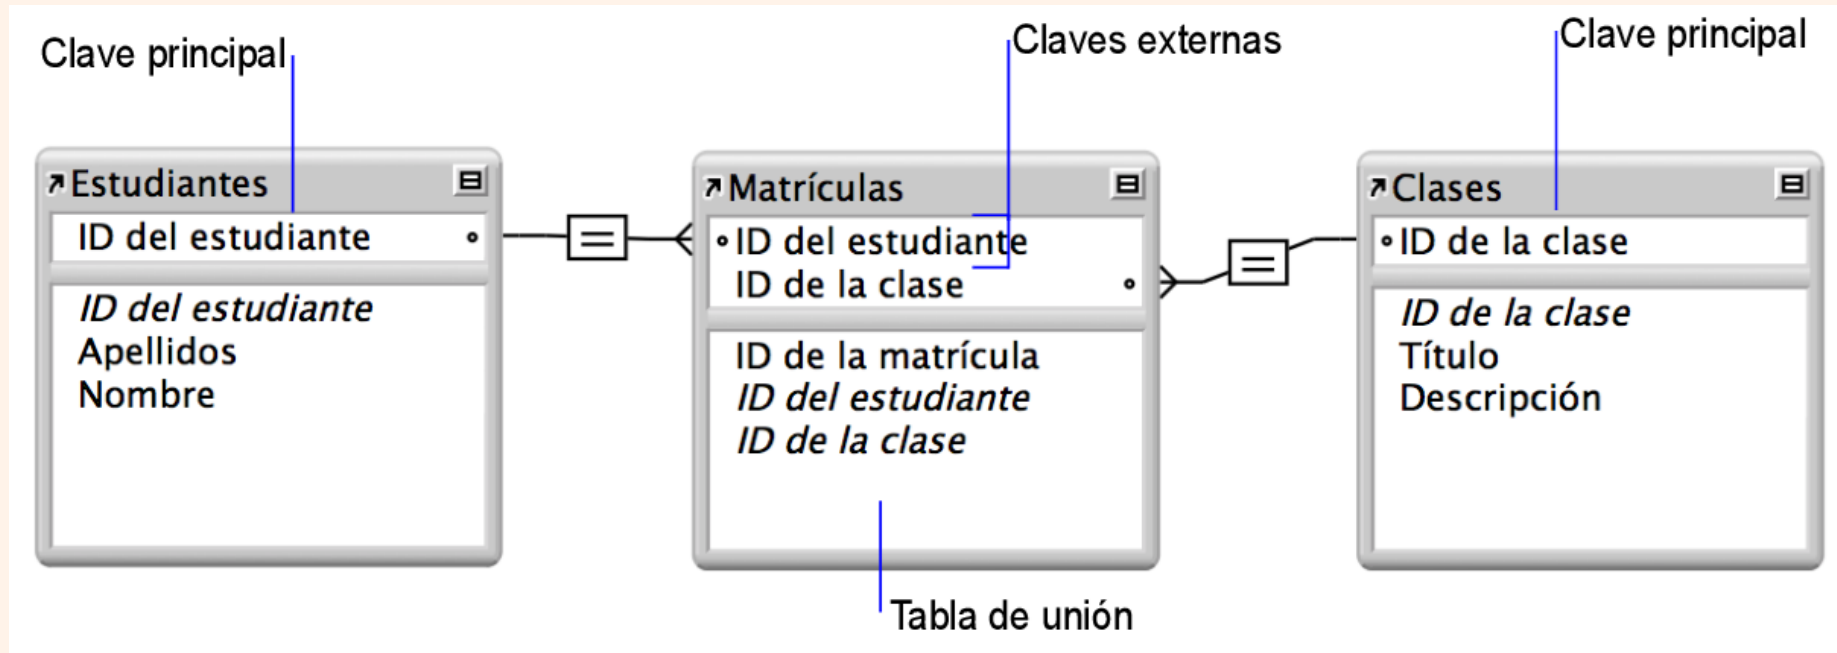 Clave principal
Claves externas
Clave principal
Estudiantes
ID del estudiante
ID del estudiante
Apellidos
Nombre
Matrículas
ID del estudiante
ID de la clase
ID de la matrícula
ID del estudiante
ID de la clase
Clases
ID de la clase
ID de la clase
Título
Descripción
Tabla de unión